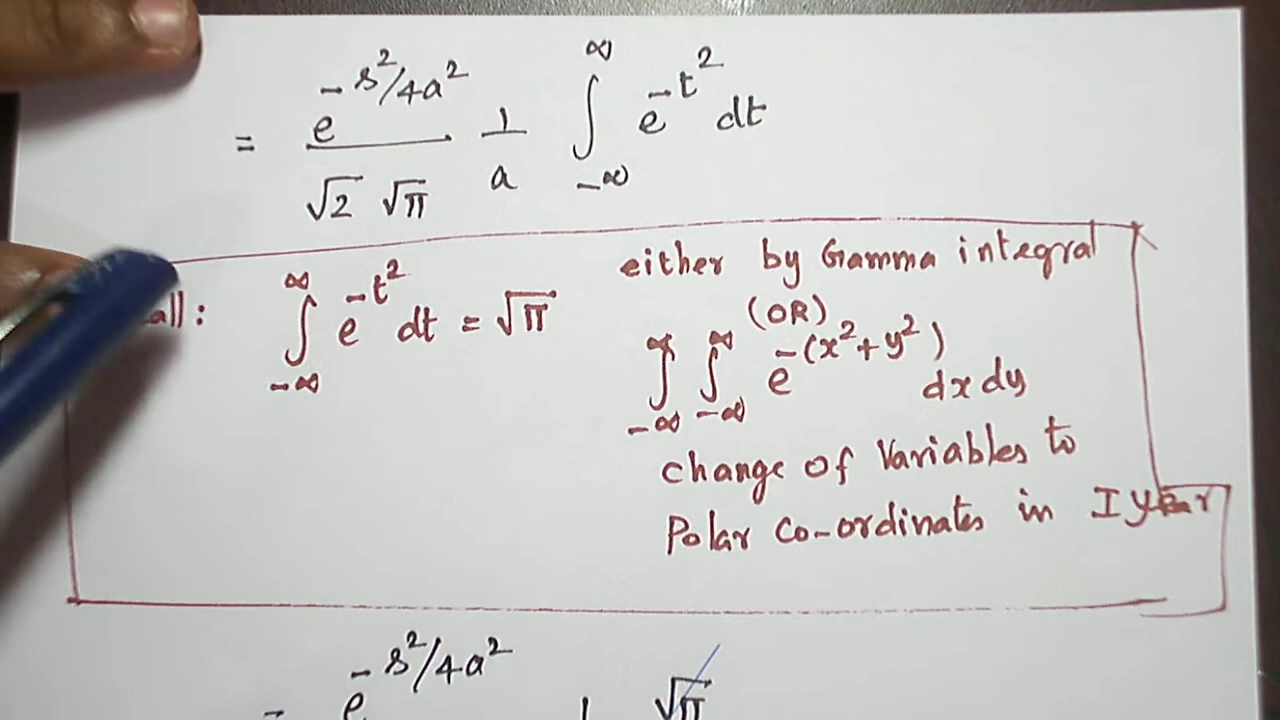 = e^{-s²/4a²} / √2 √π · 1/a ∫_{-∞}^{∞} e^{-t²} dt
all: ∫_{-∞}^{∞} e^{-t²} dt = √π
either by Gamma integral
(OR)
∫_{-∞}^{∞} ∫_{-∞}^{∞} e^{-(x²+y²)} dx dy
change of Variables to
Polar co-ordinates in I year
= e^{-s²/4a²} 1 √π